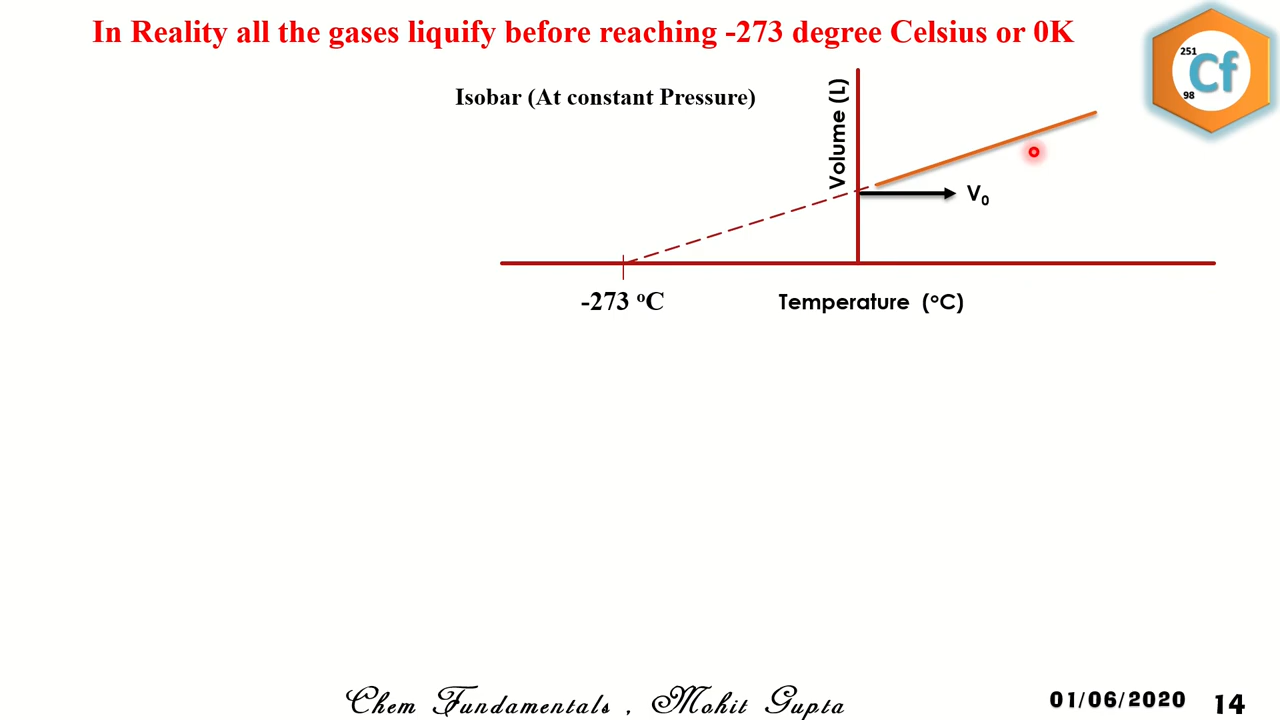 In Reality all the gases liquify before reaching -273 degree Celsius or 0K
251
Cf
98
Isobar (At constant Pressure)
Volume (L)
V₀
-273 ᵒC
Temperature (ᵒC)
Chem Fundamentals , Mohit Gupta
01/06/2020
14